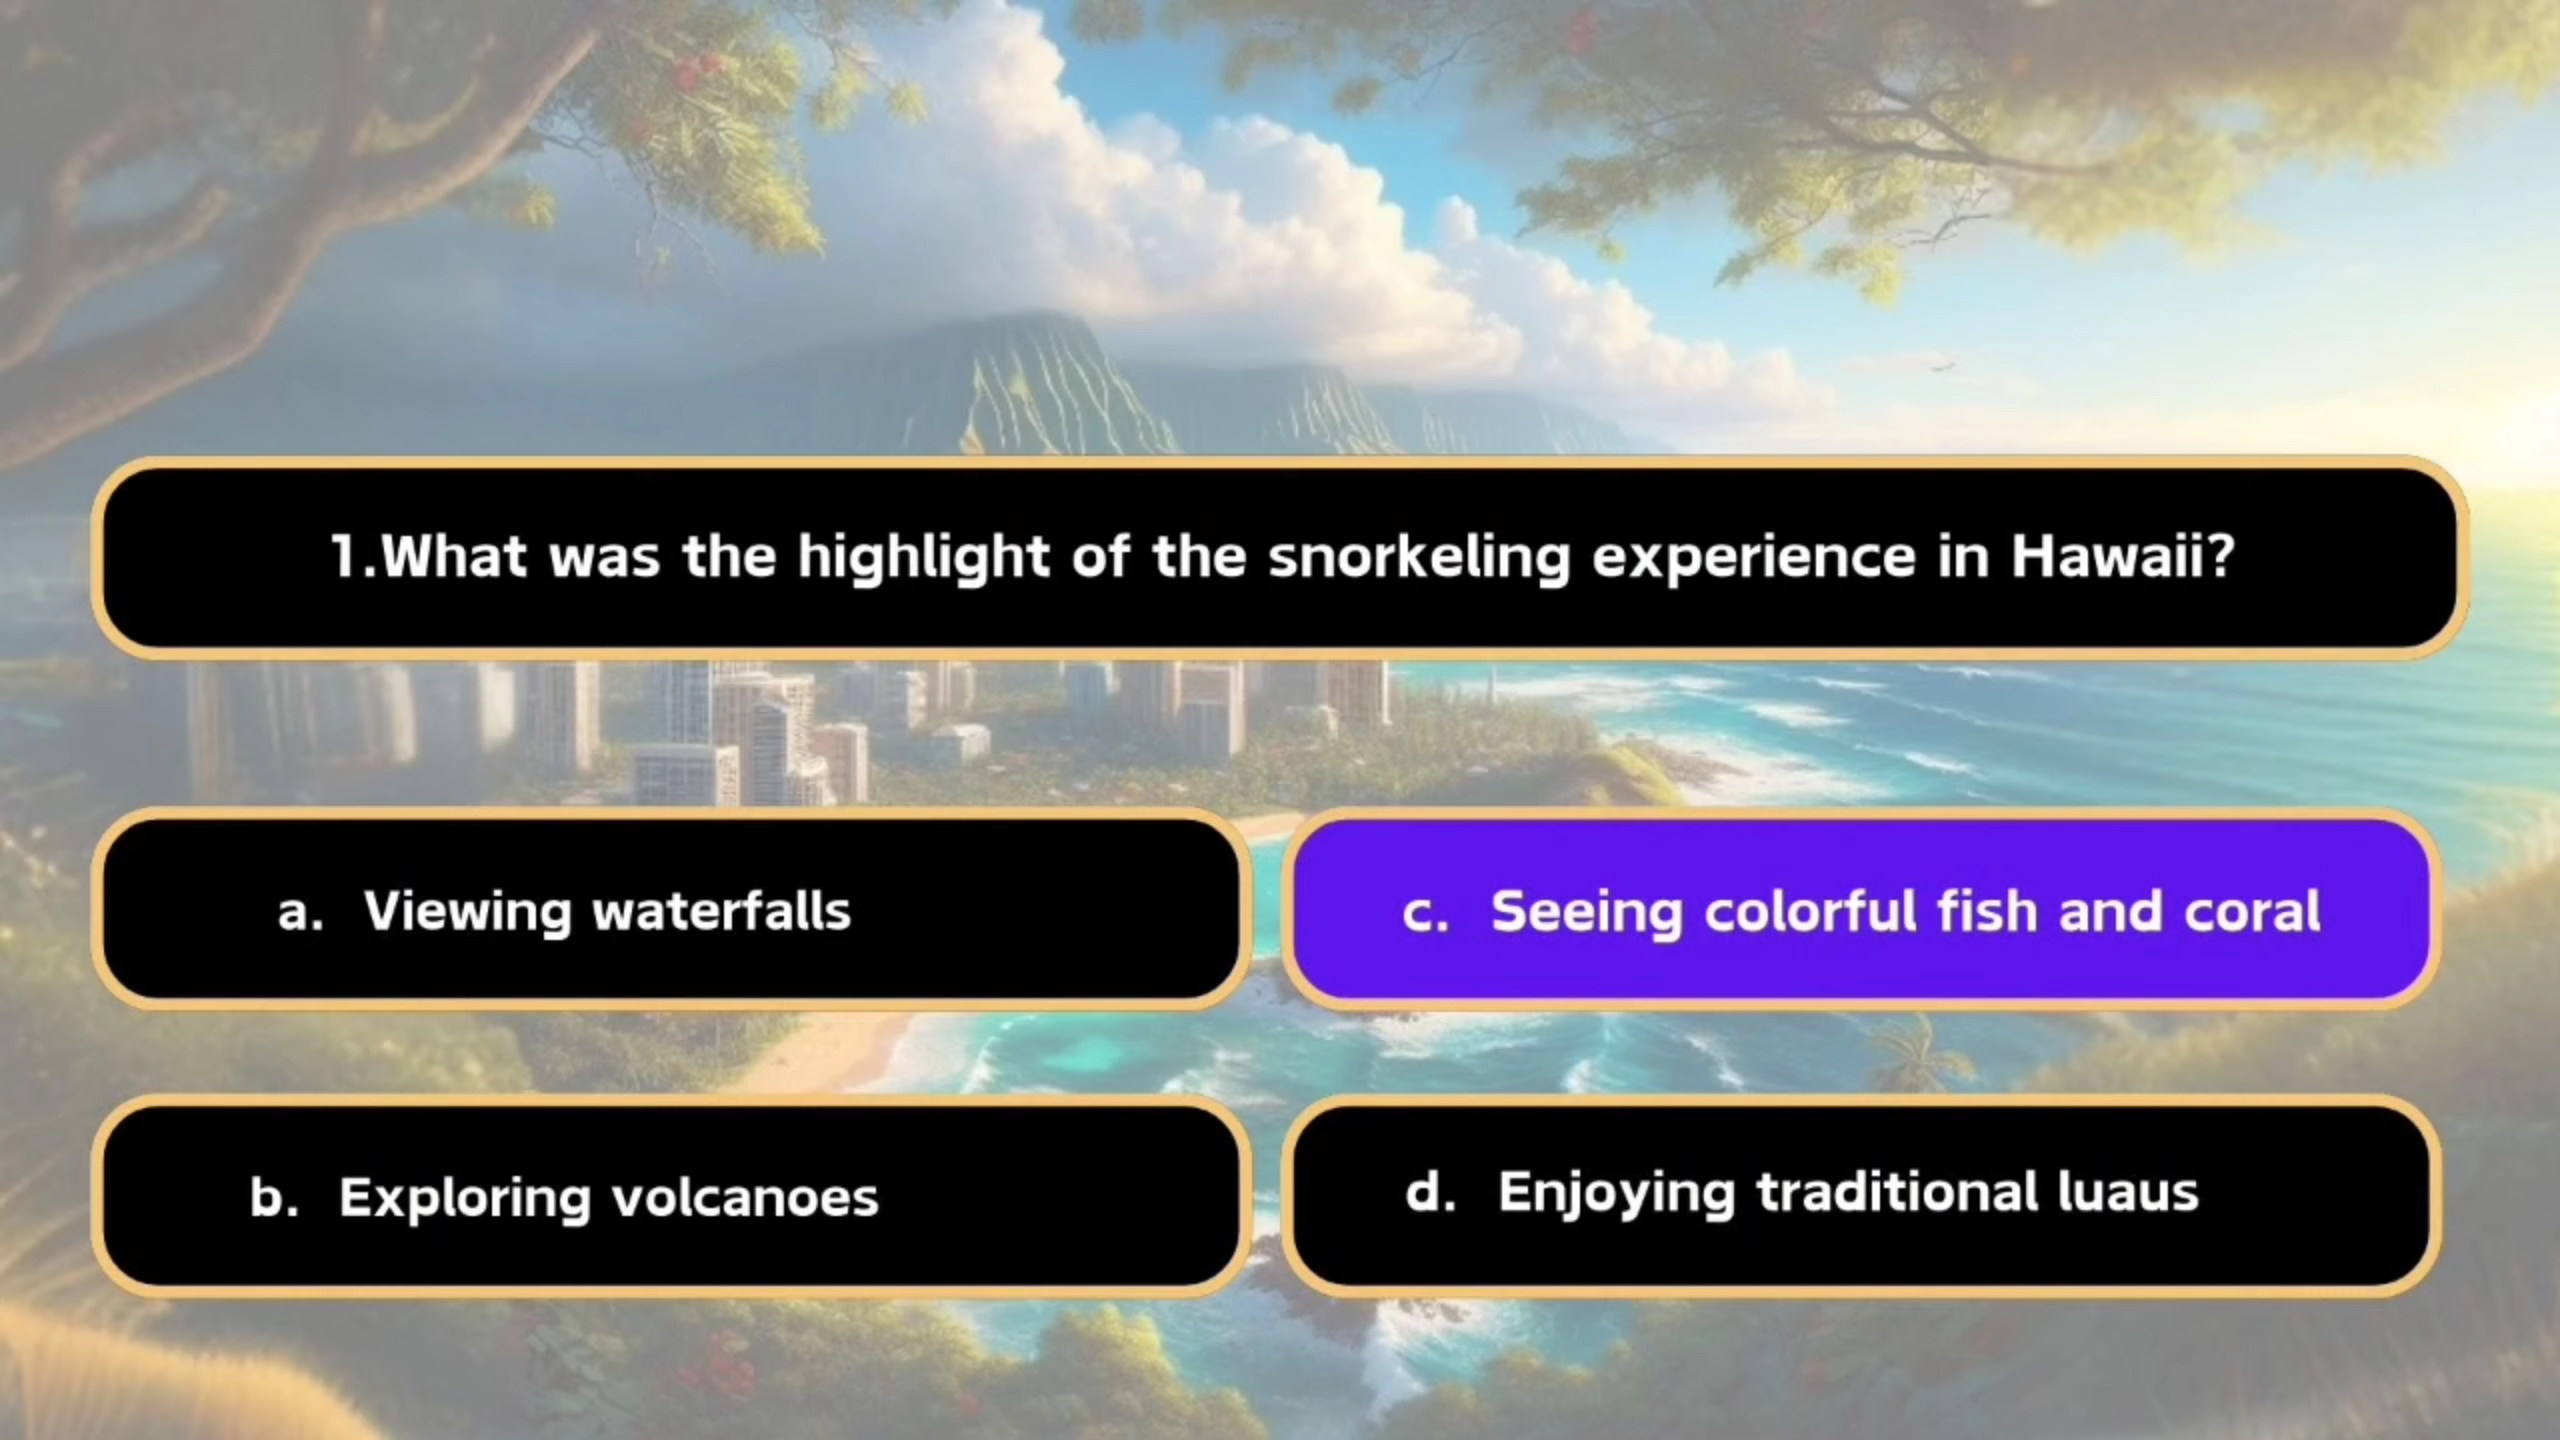 1.What was the highlight of the snorkeling experience in Hawaii?
a. Viewing waterfalls
b. Exploring volcanoes
c. Seeing colorful fish and coral
d. Enjoying traditional luaus